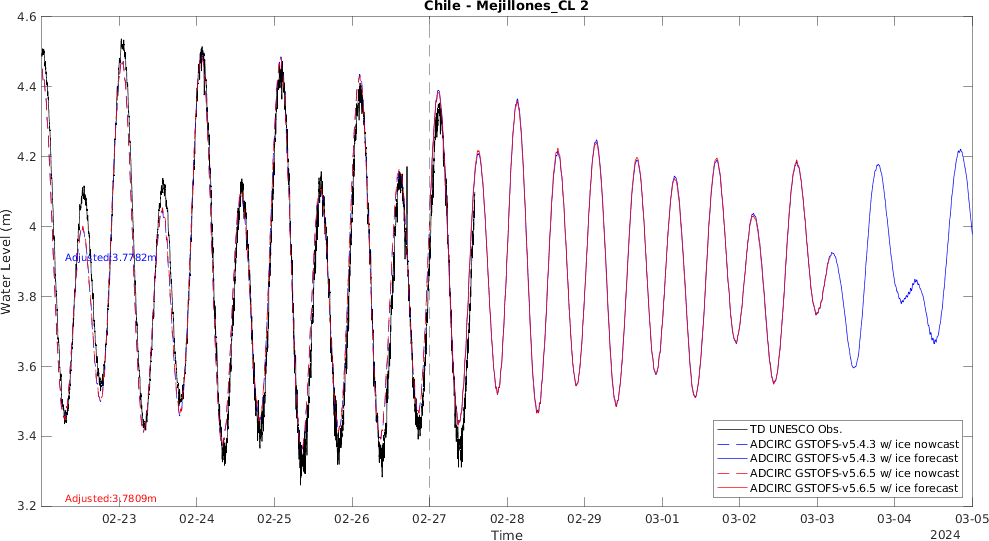 Chile - Mejillones_CL 2
4.6
4.4
4.2
4
3.8
3.6
3.4
3.2
Water Level (m)
Adjusted:3.7782m
Adjusted:3.7809m
TD UNESCO Obs.
ADCIRC GSTOFS-v5.4.3 w/ ice nowcast
ADCIRC GSTOFS-v5.4.3 w/ ice forecast
ADCIRC GSTOFS-v5.6.5 w/ ice nowcast
ADCIRC GSTOFS-v5.6.5 w/ ice forecast
02-23 02-24 02-25 02-26 02-27 02-28 02-29 03-01 03-02 03-03 03-04 03-05
Time
2024